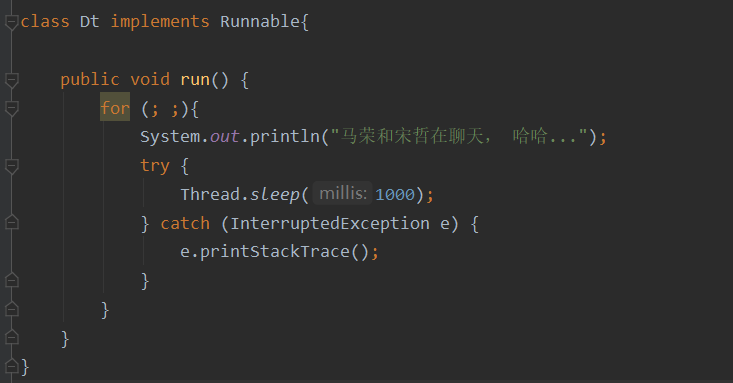 class Dt implements Runnable{
public void run() {
for (; ;){
System.out.println("马荣和宋哲在聊天， 哈哈...");
try {
Thread.sleep( millis: 1000);
} catch (InterruptedException e) {
e.printStackTrace();
}
}
}
}